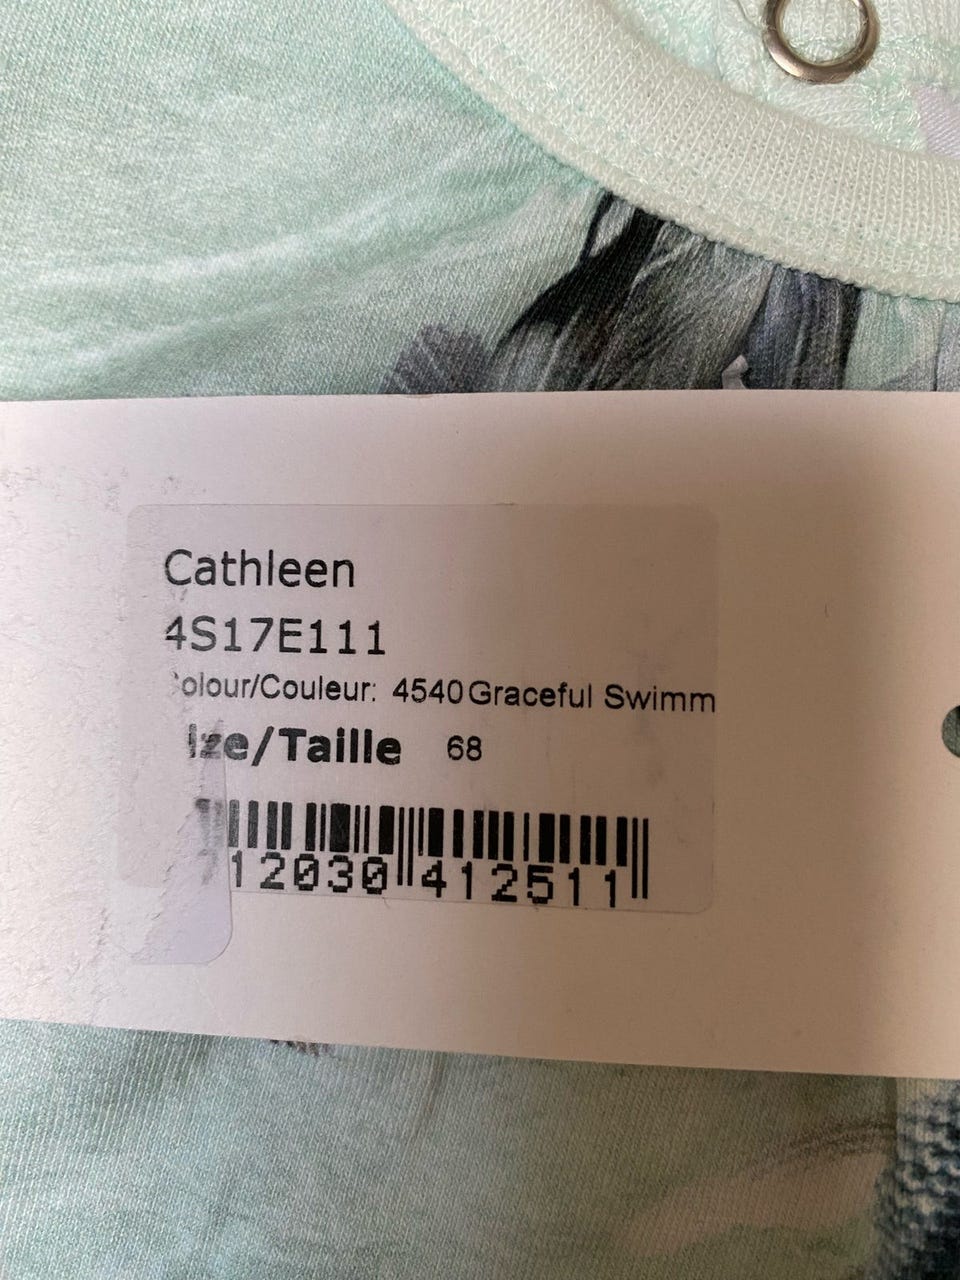 Cathleen
4S17E111
olour/Couleur: 4540 Graceful Swimm
ize/Taille 68
12030 412511